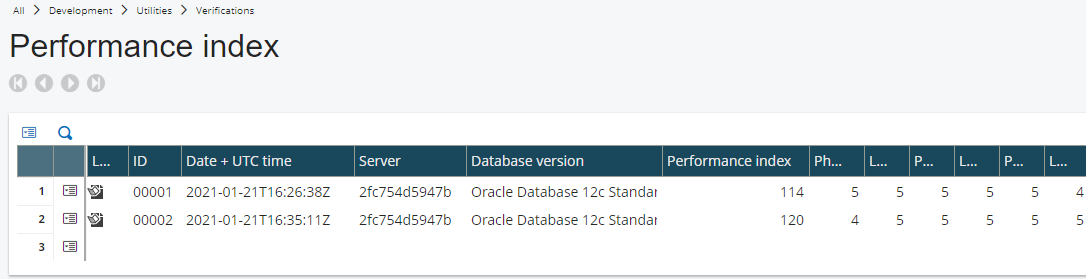 All > Development > Utilities > Verifications
Performance index
L... ID Date + UTC time Server Database version Performance index Ph... L... P... L... P... L...
1 00001 2021-01-21T16:26:38Z 2fc754d5947b Oracle Database 12c Standar 114 5 5 5 5 5 4
2 00002 2021-01-21T16:35:11Z 2fc754d5947b Oracle Database 12c Standar 120 4 5 5 5 5 5
3